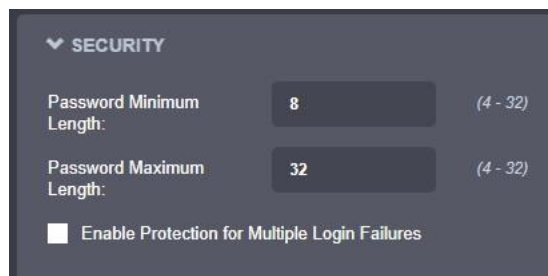 SECURITY
Password Minimum 8 (4 - 32)
Length:
Password Maximum 32 (4 - 32)
Length:
Enable Protection for Multiple Login Failures